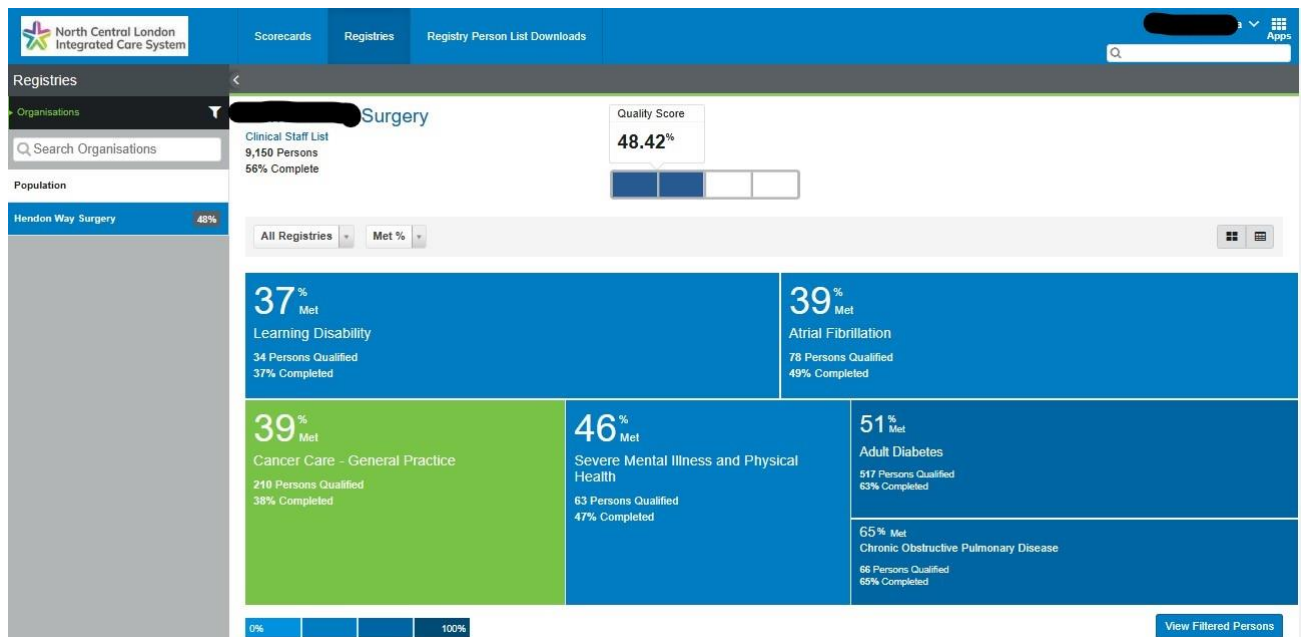 North Central London
Integrated Care System
Scorecards
Registries
Registry Person List Downloads
Apps
Registries
Organisations
Search Organisations
Population
Hendon Way Surgery 48%
Surgery
Clinical Staff List
9,150 Persons
56% Complete
Quality Score
48.42%
All Registries
Met %
37% Met
Learning Disability
34 Persons Qualified
37% Completed
39% Met
Atrial Fibrillation
78 Persons Qualified
49% Completed
39% Met
Cancer Care - General Practice
210 Persons Qualified
38% Completed
46% Met
Severe Mental Illness and Physical
Health
63 Persons Qualified
47% Completed
51% Met
Adult Diabetes
517 Persons Qualified
63% Completed
65% Met
Chronic Obstructive Pulmonary Disease
66 Persons Qualified
65% Completed
0% 100%
View Filtered Persons